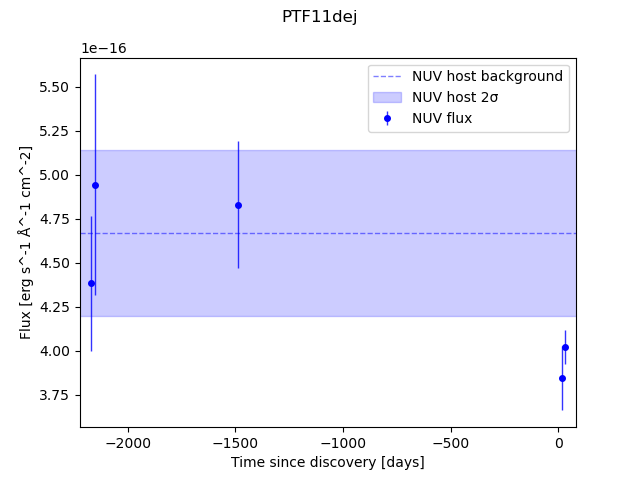 PTF11dej
1e−16
NUV host background
NUV host 2σ
NUV flux
5.50
5.25
5.00
4.75
4.50
4.25
4.00
3.75
Flux [erg s^-1 Å^-1 cm^-2]
−2000
−1500
−1000
−500
0
Time since discovery [days]